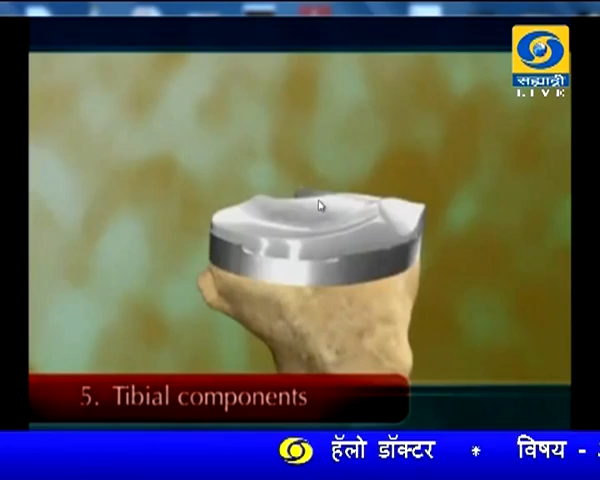 सह्याद्री
LIVE
5. Tibial components
हॅलो डॉक्टर * विषय -